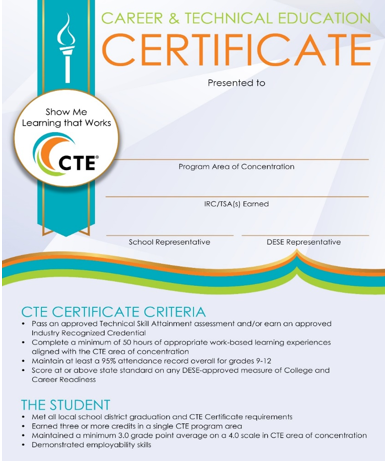 CAREER & TECHNICAL EDUCATION
CERTIFICATE
Presented to
Show Me
Learning that Works
CTE®
Program Area of Concentration
IRC/TSA(s) Earned
School Representative
DESE Representative
CTE CERTIFICATE CRITERIA
• Pass an approved Technical Skill Attainment assessment and/or earn an approved
Industry Recognized Credential
• Complete a minimum of 50 hours of appropriate work-based learning experiences
aligned with the CTE area of concentration
• Maintain at least a 95% attendance record overall for grades 9-12
• Score at or above state standard on any DESE-approved measure of College and
Career Readiness
THE STUDENT
• Met all local school district graduation and CTE Certificate requirements
• Earned three or more credits in a single CTE program area
• Maintained a minimum 3.0 grade point average on a 4.0 scale in CTE area of concentration
• Demonstrated employability skills